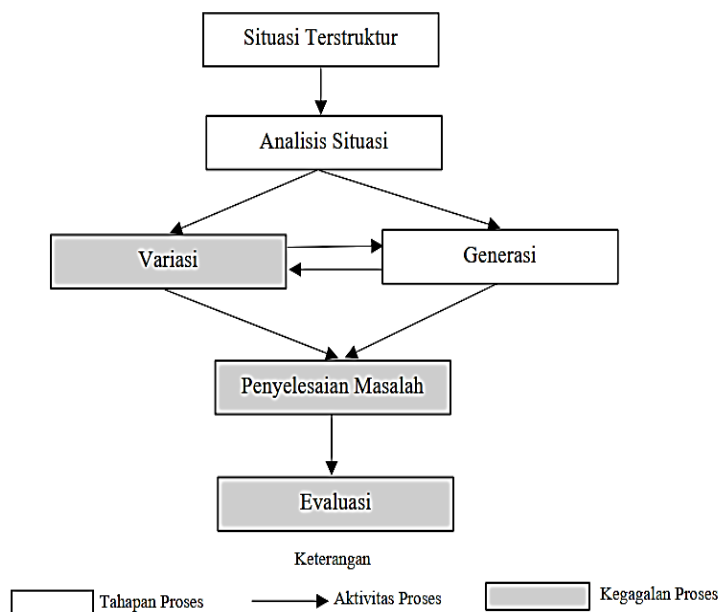 Situasi Terstruktur
Analisis Situasi
Variasi
Generasi
Penyelesaian Masalah
Evaluasi
Keterangan
Tahapan Proses
Aktivitas Proses
Kegagalan Proses